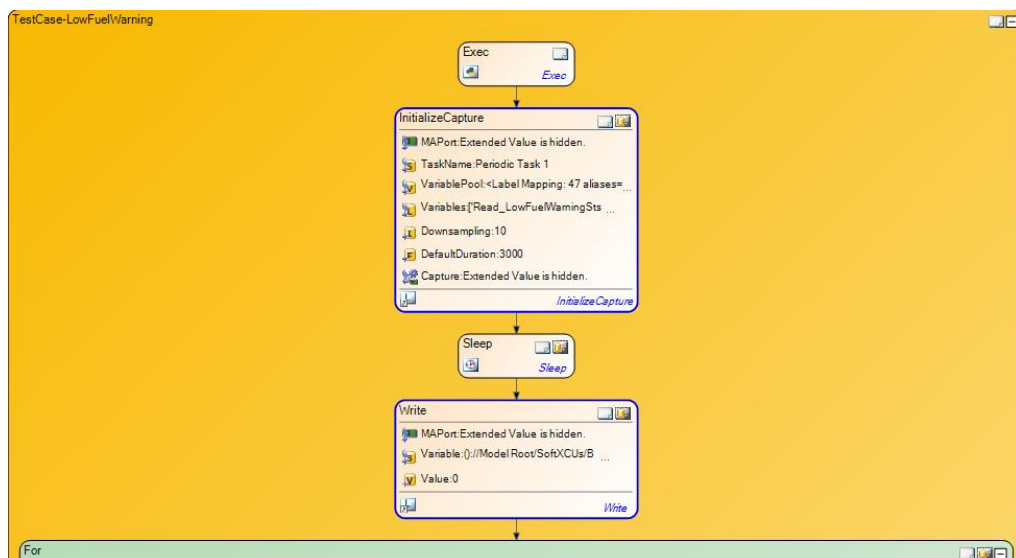 TestCase-LowFuelWarning
Exec
Exec
InitializeCapture
MAPort:Extended Value is hidden.
TaskName:Periodic Task 1
VariablePool:<Label Mapping: 47 aliases=...
Variables:['Read_LowFuelWarningSts ...
Downsampling:10
DefaultDuration:3000
Capture:Extended Value is hidden.
InitializeCapture
Sleep
Sleep
Write
MAPort:Extended Value is hidden.
Variable:()://Model Root/SoftXCUs/B ...
Value:0
Write
For